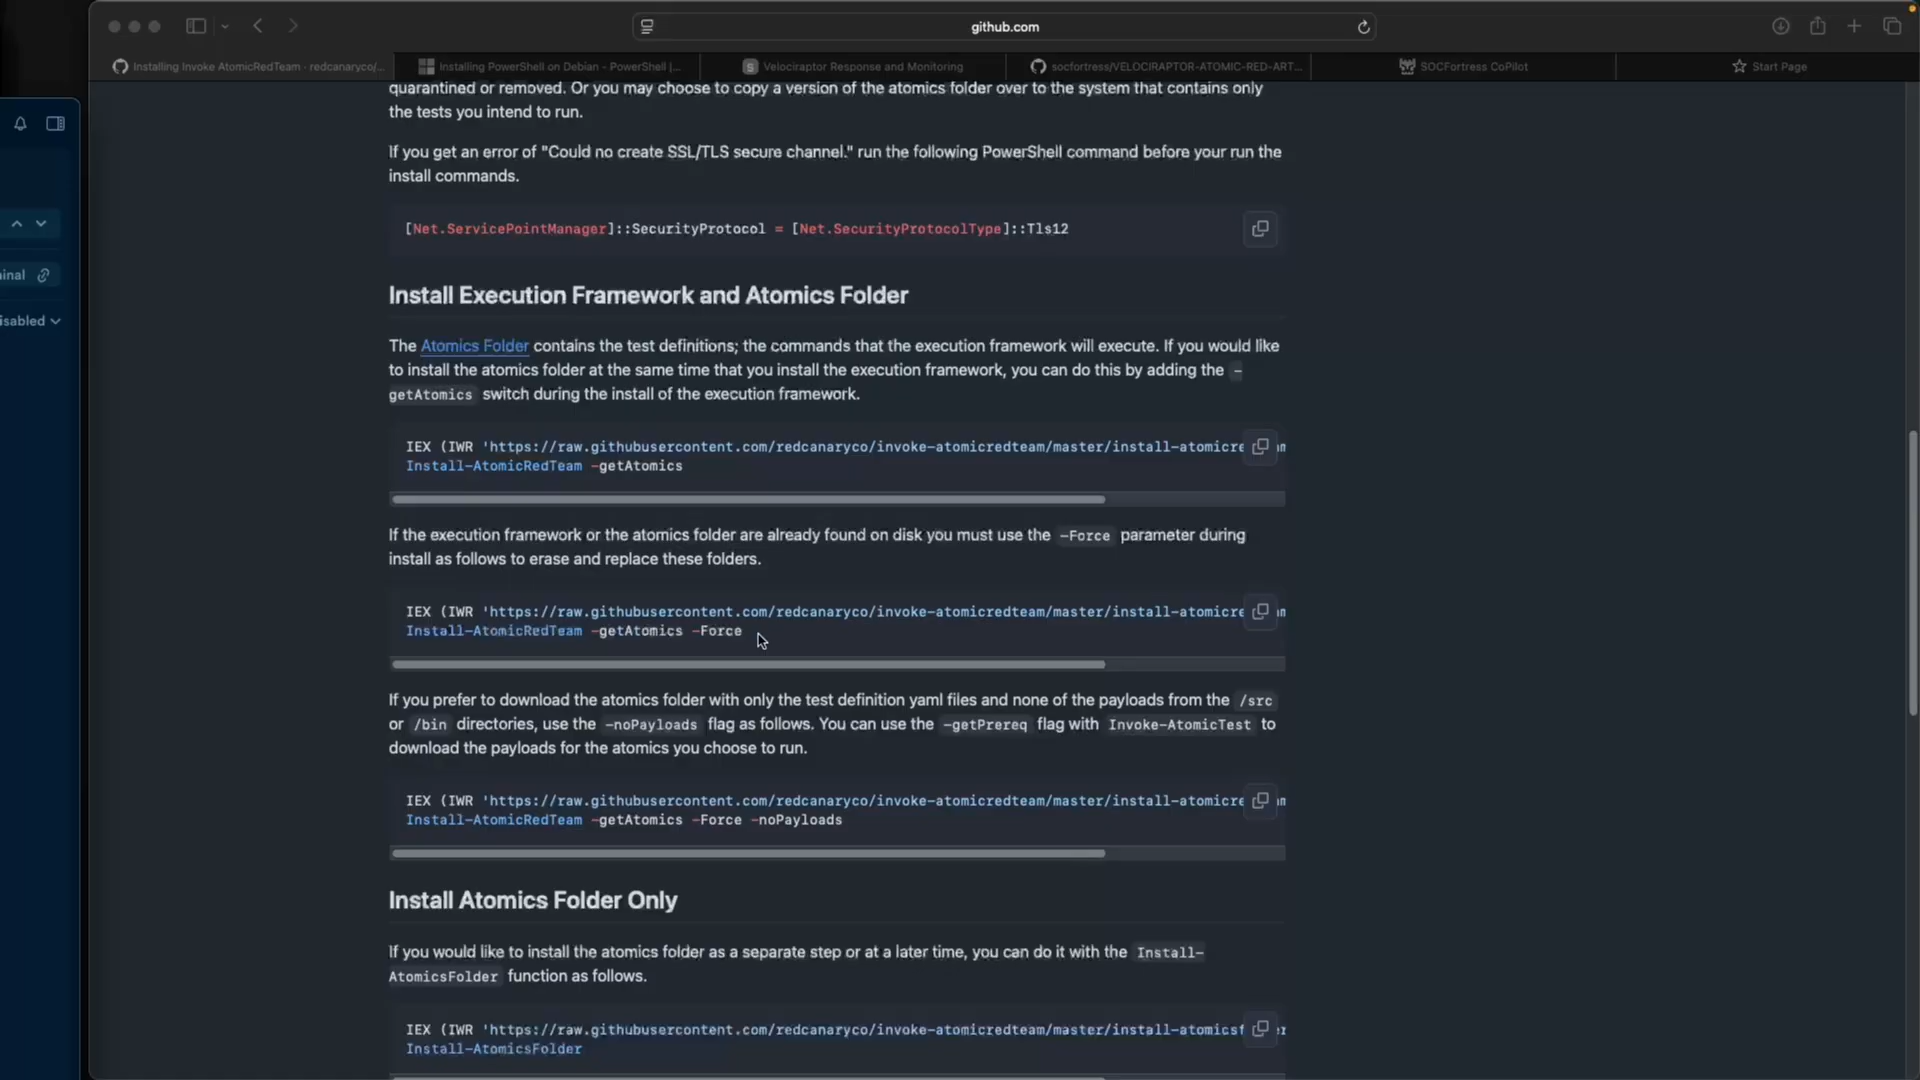 github.com
Installing Invoke AtomicRedTeam · redcanaryco/...
Installing PowerShell on Debian - PowerShell |...
Velociraptor Response and Monitoring
socfortress/VELOCIRAPTOR-ATOMIC-RED-ART...
SOCFortress CoPilot
Start Page
quarantined or removed. Or you may choose to copy a version of the atomics folder over to the system that contains only
the tests you intend to run.
If you get an error of "Could no create SSL/TLS secure channel." run the following PowerShell command before your run the
install commands.
[Net.ServicePointManager]::SecurityProtocol = [Net.SecurityProtocolType]::Tls12
inal
isabled
Install Execution Framework and Atomics Folder
The Atomics Folder contains the test definitions; the commands that the execution framework will execute. If you would like
to install the atomics folder at the same time that you install the execution framework, you can do this by adding the -
getAtomics switch during the install of the execution framework.
IEX (IWR 'https://raw.githubusercontent.com/redcanaryco/invoke-atomicredteam/master/install-atomicre
Install-AtomicRedTeam -getAtomics
If the execution framework or the atomics folder are already found on disk you must use the -Force parameter during
install as follows to erase and replace these folders.
IEX (IWR 'https://raw.githubusercontent.com/redcanaryco/invoke-atomicredteam/master/install-atomicre
Install-AtomicRedTeam -getAtomics -Force
If you prefer to download the atomics folder with only the test definition yaml files and none of the payloads from the /src
or /bin directories, use the -noPayloads flag as follows. You can use the -getPrereq flag with Invoke-AtomicTest to
download the payloads for the atomics you choose to run.
IEX (IWR 'https://raw.githubusercontent.com/redcanaryco/invoke-atomicredteam/master/install-atomicre
Install-AtomicRedTeam -getAtomics -Force -noPayloads
Install Atomics Folder Only
If you would like to install the atomics folder as a separate step or at a later time, you can do it with the Install-
AtomicsFolder function as follows.
IEX (IWR 'https://raw.githubusercontent.com/redcanaryco/invoke-atomicredteam/master/install-atomicsf
Install-AtomicsFolder